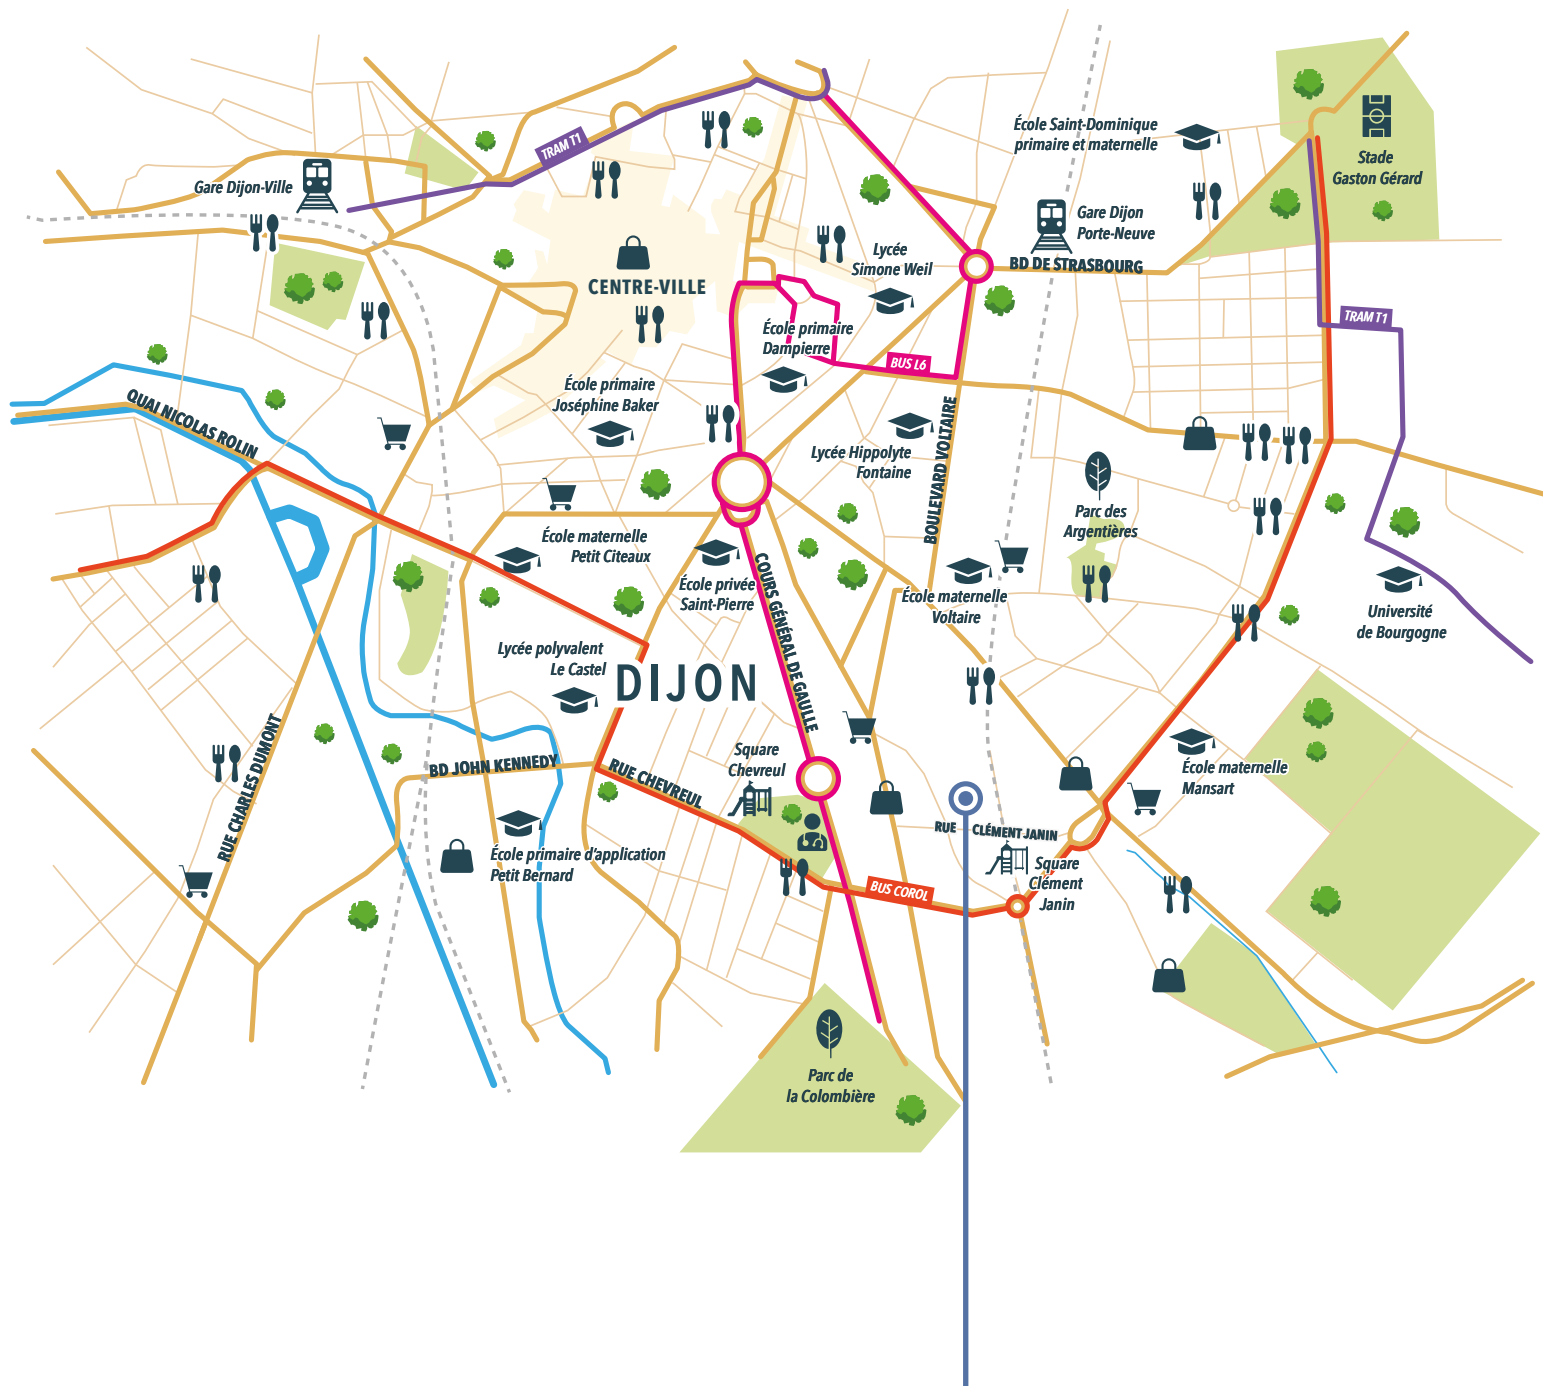 École Saint-Dominique
primaire et maternelle
TRAM T1
Stade
Gaston Gérard
Gare Dijon-Ville
Gare Dijon
Porte-Neuve
Lycée
Simone Weil
BD DE STRASBOURG
CENTRE-VILLE
TRAM T1
École primaire
Dampierre
BUS L6
École primaire
Joséphine Baker
QUAI NICOLAS ROLIN
BOULEVARD VOLTAIRE
Lycée Hippolyte
Fontaine
Parc des
Argentières
École maternelle
Petit Citeaux
École privée
Saint-Pierre
COURS GÉNÉRAL DE GAULLE
École maternelle
Voltaire
Université
de Bourgogne
Lycée polyvalent
Le Castel
DIJON
RUE CHARLES DUMONT
BD JOHN KENNEDY
RUE CHEVREUL
Square
Chevreul
École maternelle
Mansart
RUE CLÉMENT JANIN
École primaire d'application
Petit Bernard
Square
Clément
Janin
BUS COROL
Parc de
la Colombière